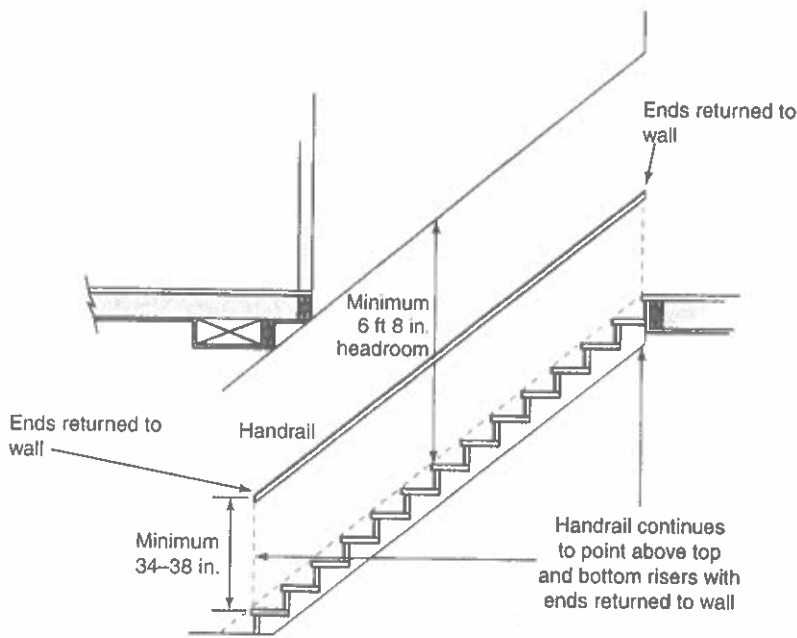 Ends returned to
wall
Minimum
6 ft 8 in.
headroom
Ends returned to
wall
Handrail
Minimum
34–38 in.
Handrail continues
to point above top
and bottom risers with
ends returned to wall